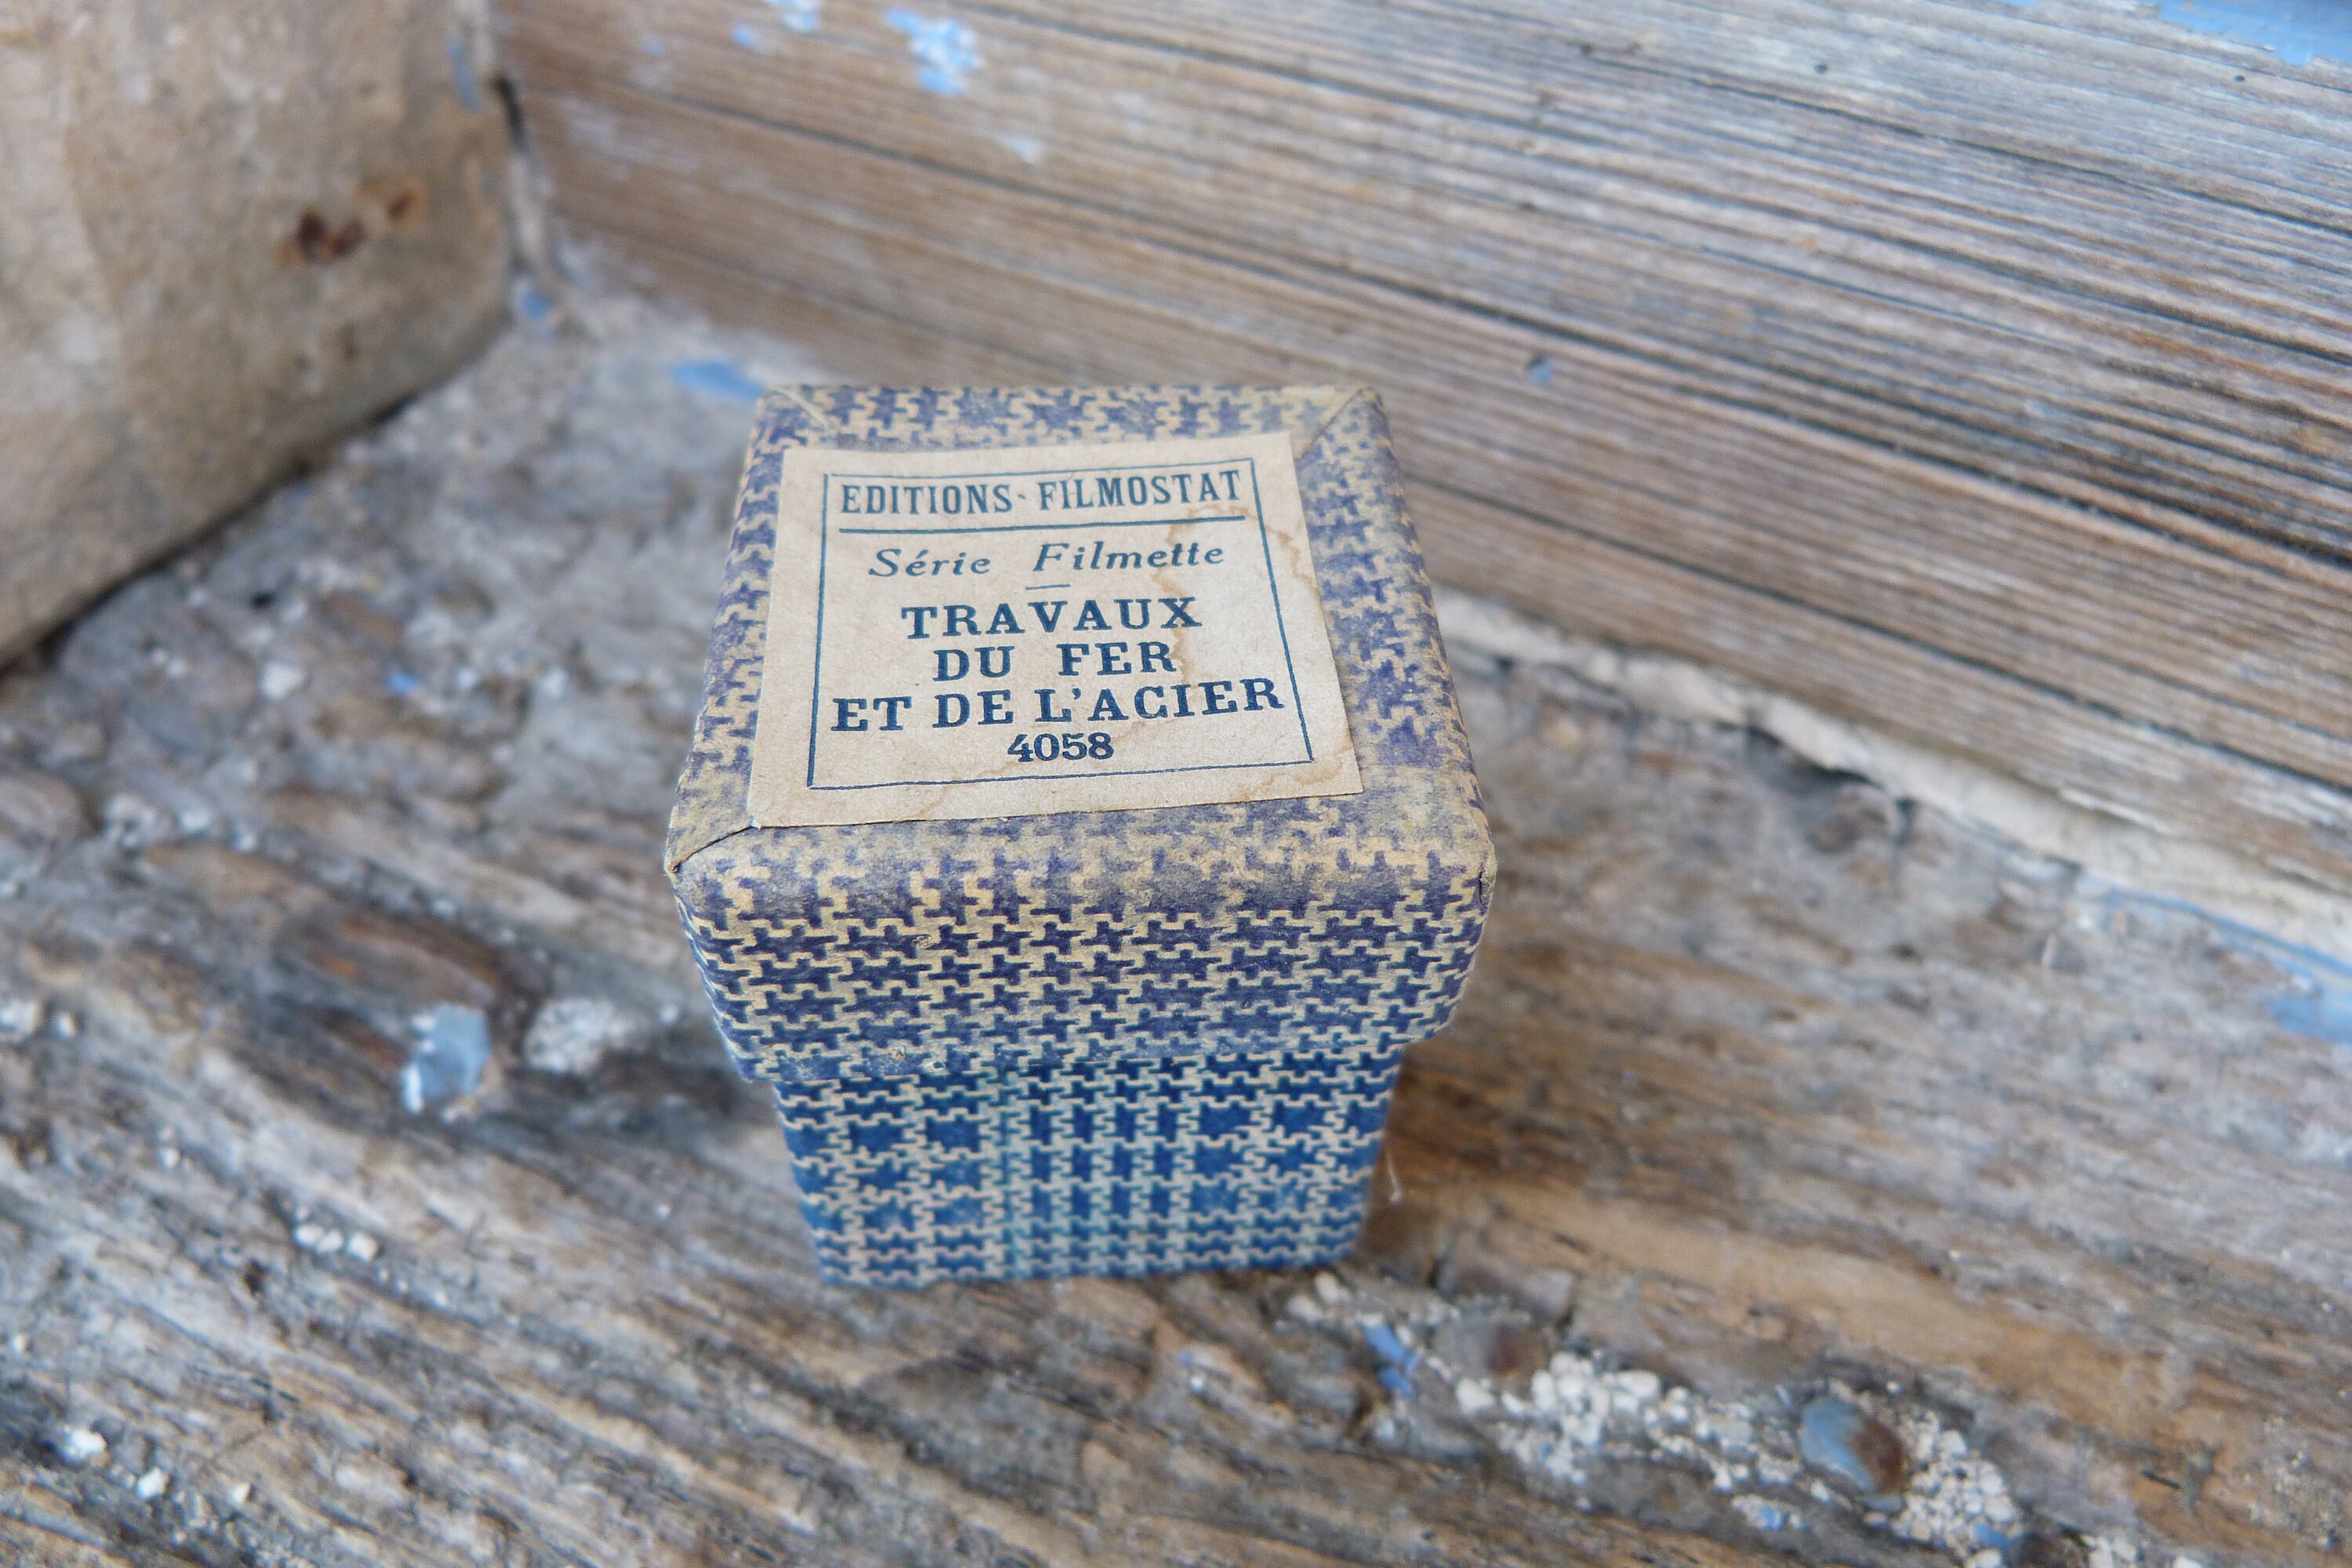 EDITIONS-FILMOSTAT
Série Filmette
TRAVAUX
DU FER
ET DE L'ACIER
4058